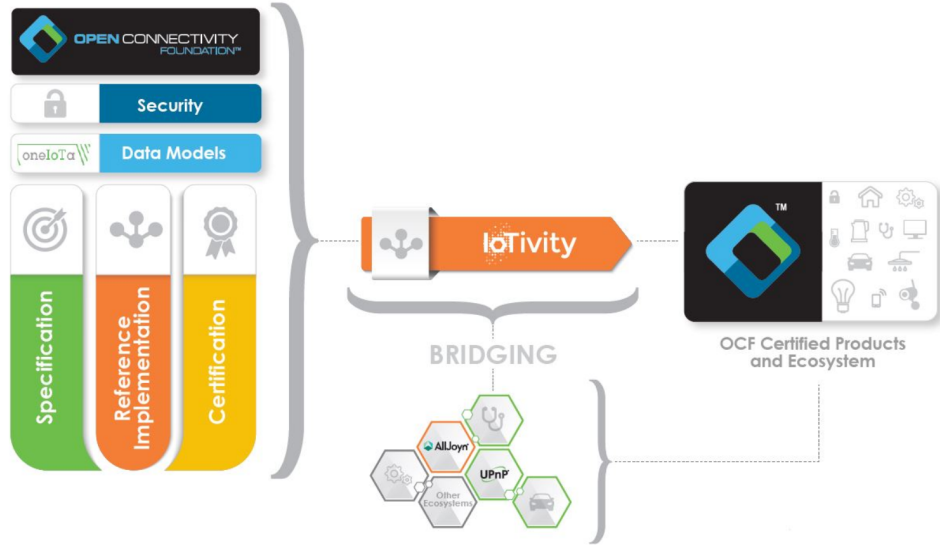 OPEN CONNECTIVITY
FOUNDATION™
Security
oneIoTa
Data Models
Specification
Reference
Implementation
Certification
IoTivity
TM
OCF Certified Products
and Ecosystem
BRIDGING
AllJoyn®
UPnP®
Other
Ecosystems